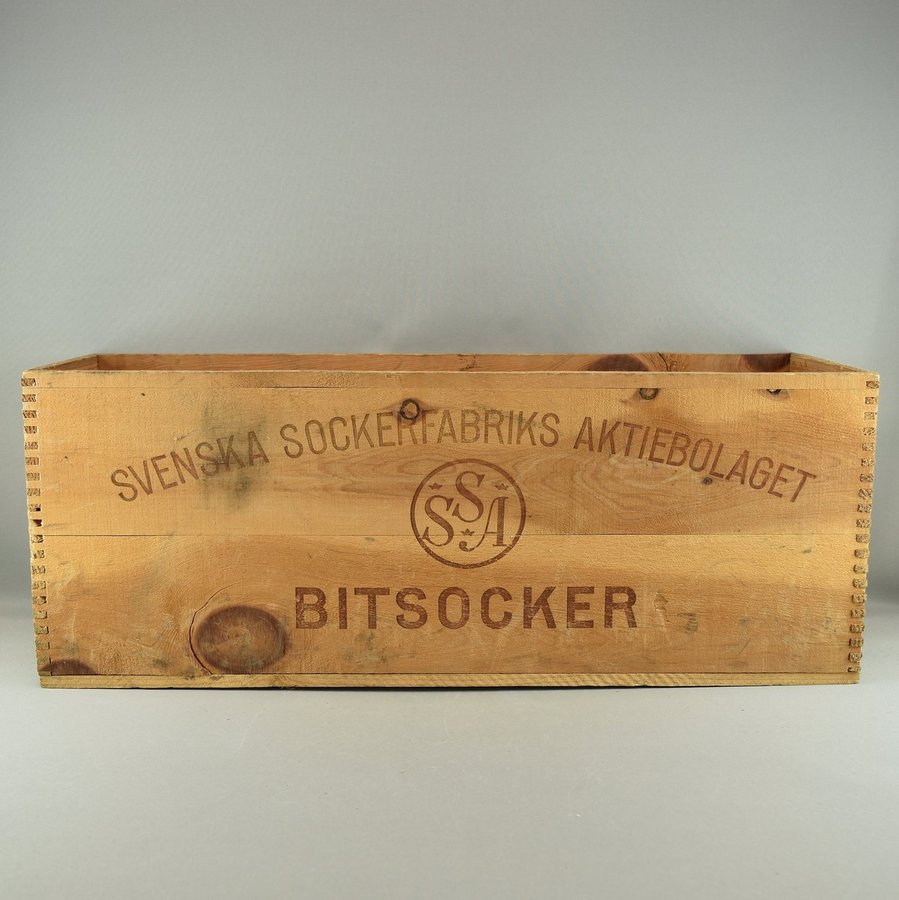 SVENSKA SOCKERFABRIKS AKTIEBOLAGET
SSA
BITSOCKER